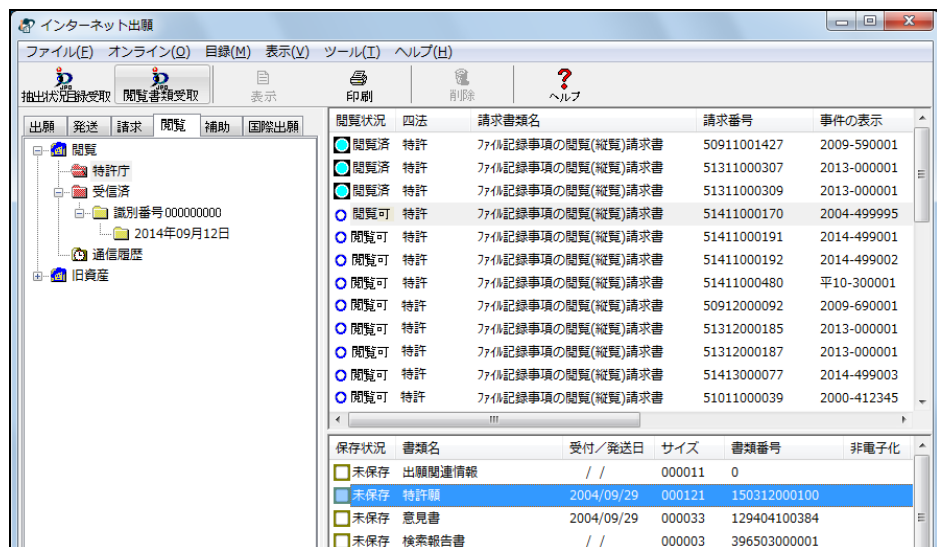 インターネット出願
ファイル(F) オンライン(O) 目録(M) 表示(V) ツール(T) ヘルプ(H)
抽出状況目録受取 閲覧書類受取 表示 印刷 削除 ヘルプ
出願 発送 請求 閲覧 補助 国際出願
閲覧
特許庁
受信済
識別番号000000000
2014年09月12日
通信履歴
旧資産
閲覧状況 四法 請求書類名 請求番号 事件の表示
閲覧済 特許 ファイル記録事項の閲覧(縦覧)請求書 50911001427 2009-590001
閲覧済 特許 ファイル記録事項の閲覧(縦覧)請求書 51311000307 2013-000001
閲覧済 特許 ファイル記録事項の閲覧(縦覧)請求書 51311000309 2013-000001
閲覧可 特許 ファイル記録事項の閲覧(縦覧)請求書 51411000170 2004-499995
閲覧可 特許 ファイル記録事項の閲覧(縦覧)請求書 51411000191 2014-499001
閲覧可 特許 ファイル記録事項の閲覧(縦覧)請求書 51411000192 2014-499002
閲覧可 特許 ファイル記録事項の閲覧(縦覧)請求書 51411000480 平10-300001
閲覧可 特許 ファイル記録事項の閲覧(縦覧)請求書 50912000092 2009-690001
閲覧可 特許 ファイル記録事項の閲覧(縦覧)請求書 51312000185 2013-000001
閲覧可 特許 ファイル記録事項の閲覧(縦覧)請求書 51312000187 2013-000001
閲覧可 特許 ファイル記録事項の閲覧(縦覧)請求書 51413000077 2014-499003
閲覧可 特許 ファイル記録事項の閲覧(縦覧)請求書 51011000039 2000-412345
保存状況 書類名 受付／発送日 サイズ 書類番号 非電子化
未保存 出願関連情報 / / 000011 0
未保存 特許願 2004/09/29 000121 150312000100
未保存 意見書 2004/09/29 000033 129404100384
未保存 検索報告書 / / 000003 396503000001